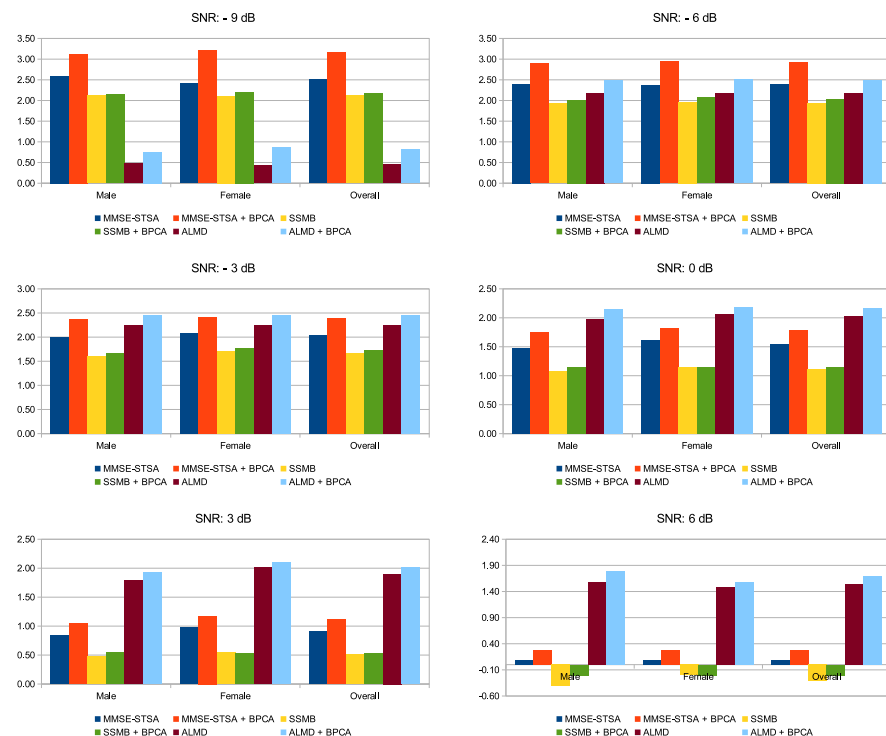 SNR: - 9 dB
3.50
3.00
2.50
2.00
1.50
1.00
0.50
0.00
Male Female Overall
MMSE-STSA MMSE-STSA + BPCA SSMB
SSMB + BPCA ALMD ALMD + BPCA
SNR: - 6 dB
3.50
3.00
2.50
2.00
1.50
1.00
0.50
0.00
Male Female Overall
MMSE-STSA MMSE-STSA + BPCA SSMB
SSMB + BPCA ALMD ALMD + BPCA
SNR: - 3 dB
3.00
2.50
2.00
1.50
1.00
0.50
0.00
Male Female Overall
MMSE-STSA MMSE-STSA + BPCA SSMB
SSMB + BPCA ALMD ALMD + BPCA
SNR: 0 dB
2.50
2.00
1.50
1.00
0.50
0.00
Male Female Overall
MMSE-STSA MMSE-STSA + BPCA SSMB
SSMB + BPCA ALMD ALMD + BPCA
SNR: 3 dB
2.50
2.00
1.50
1.00
0.50
0.00
Male Female Overall
MMSE-STSA MMSE-STSA + BPCA SSMB
SSMB + BPCA ALMD ALMD + BPCA
SNR: 6 dB
2.40
1.90
1.40
0.90
0.40
-0.10
-0.60
Male Female Overall
MMSE-STSA MMSE-STSA + BPCA SSMB
SSMB + BPCA ALMD ALMD + BPCA